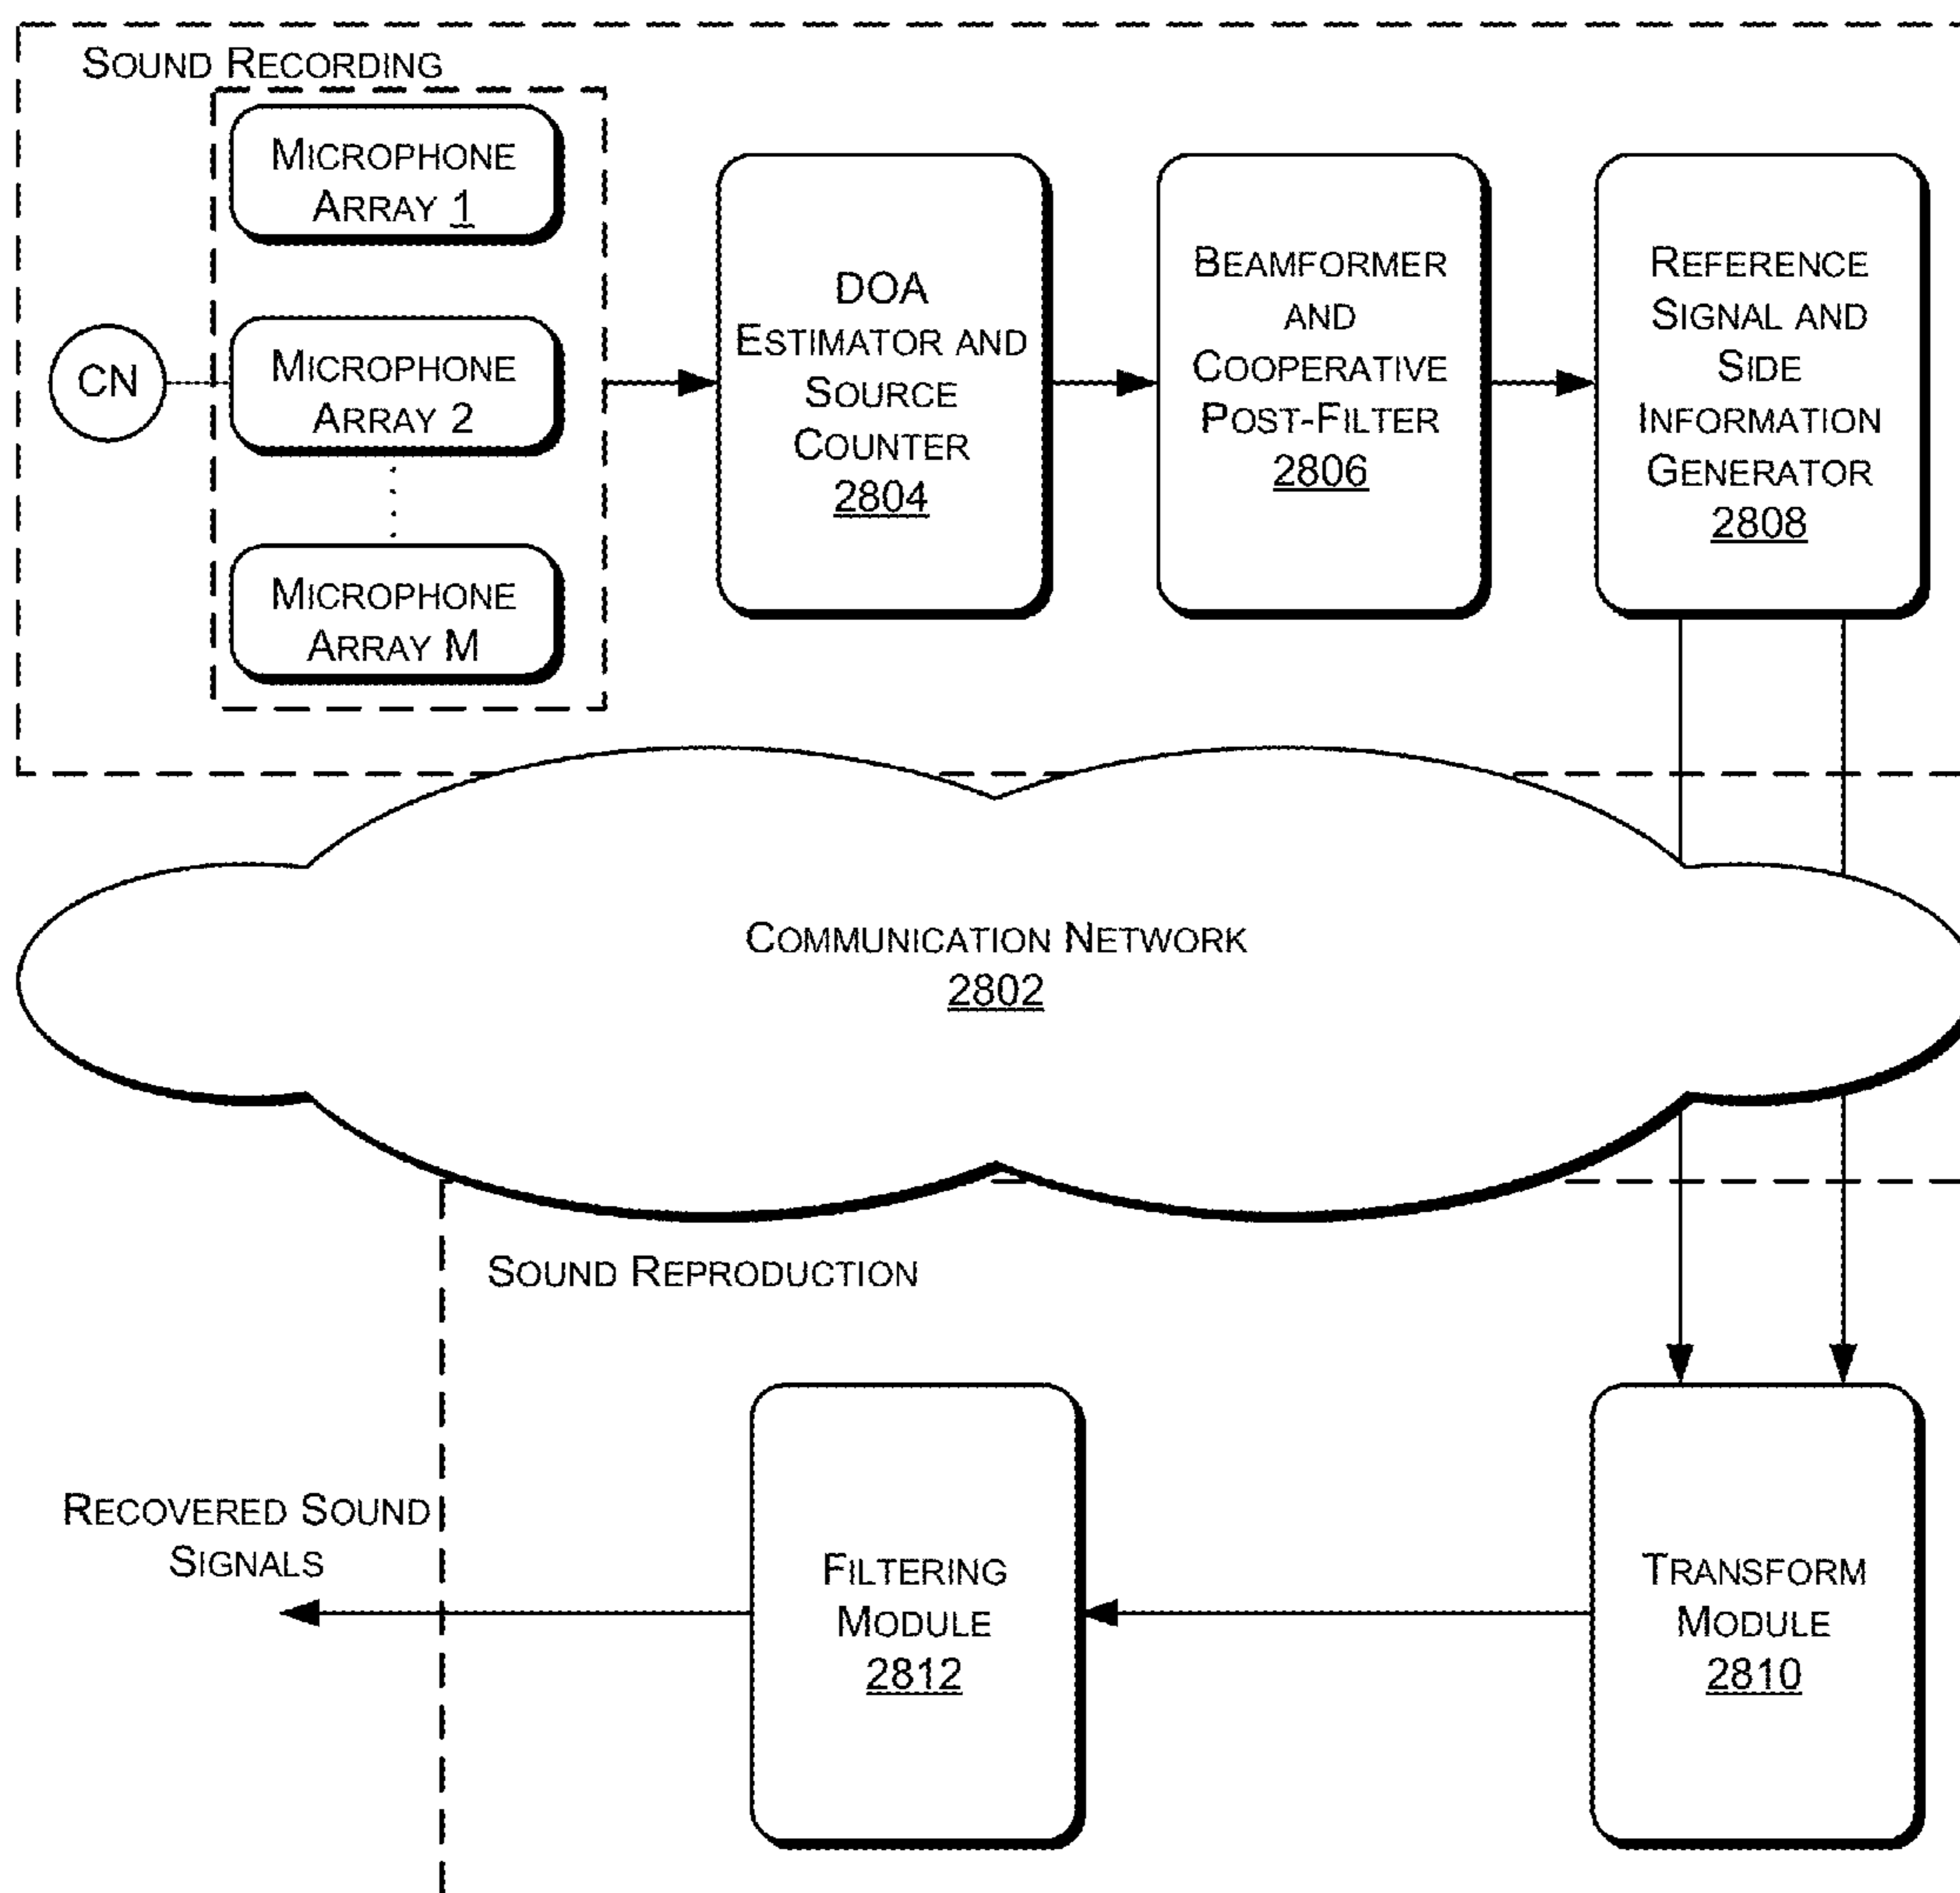 SOUND RECORDING
MICROPHONE
ARRAY 1
CN
MICROPHONE
ARRAY 2
MICROPHONE
ARRAY M
DOA
ESTIMATOR AND
SOURCE
COUNTER
2804
BEAMFORMER
AND
COOPERATIVE
POST-FILTER
2806
REFERENCE
SIGNAL AND
SIDE
INFORMATION
GENERATOR
2808
COMMUNICATION NETWORK
2802
SOUND REPRODUCTION
RECOVERED SOUND
SIGNALS
FILTERING
MODULE
2812
TRANSFORM
MODULE
2810